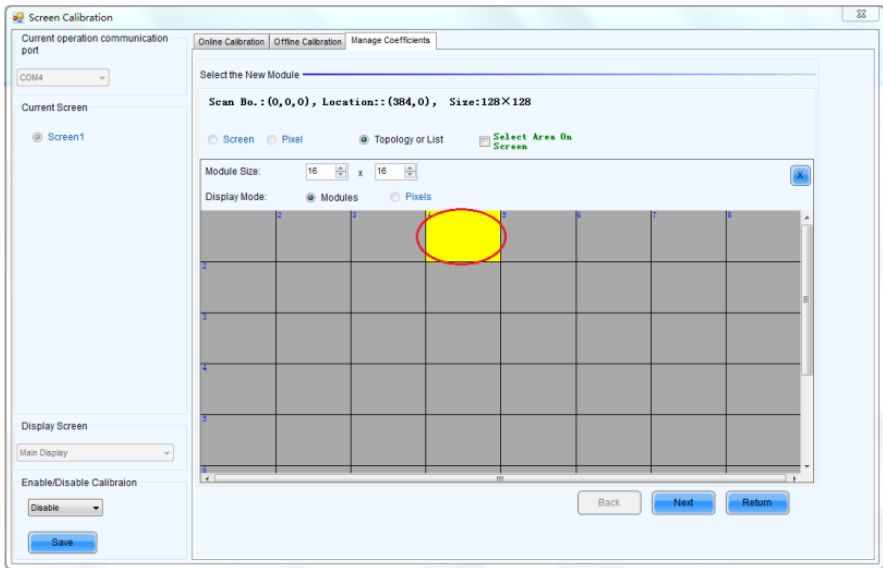 Screen Calibration
Current operation communication
port
COM4
Current Screen
Screen1
Display Screen
Main Display
Enable/Disable Calibraion
Disable
Save
Online Calibration
Offline Calibration
Manage Coefficients
Select the New Module
Scan Bo.:(0,0,0), Location::(384,0), Size:128×128
Screen
Pixel
Topology or List
Select Area On
Screen
Module Size:
16
x
16
X
Display Mode:
Modules
Pixels
2
3
4
5
6
7
8
2
3
4
5
6
Back
Next
Return